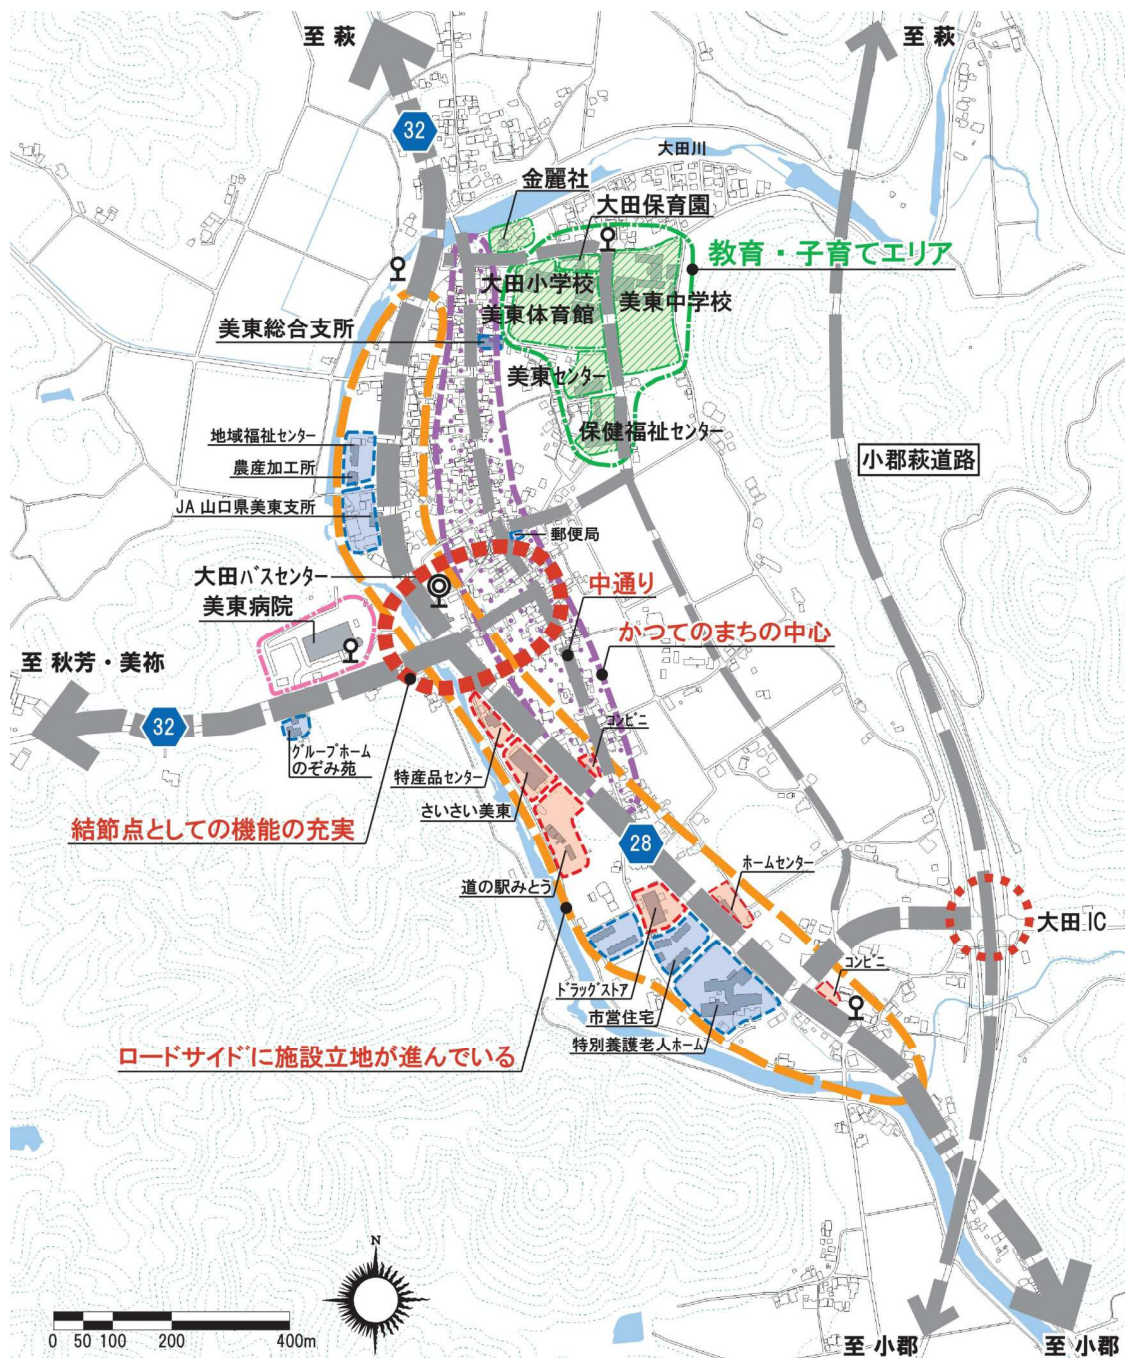 至 萩
至 萩
32
大田川
金麗社
大田保育園
教育・子育てエリア
大田小学校
美東体育館
美東中学校
美東総合支所
美東センター
保健福祉センター
地域福祉センター
農産加工所
JA 山口県美東支所
小郡萩道路
郵便局
大田バスセンター
美東病院
中通り
かつてのまちの中心
至 秋芳・美祢
32
グループホーム
のぞみ苑
コンビニ
特産品センター
さいさい美東
結節点としての機能の充実
28
ホームセンター
道の駅みとう
大田 IC
コンビニ
ドラッグストア
市営住宅
特別養護老人ホーム
ロードサイドに施設立地が進んでいる
N
0 50 100 200 400m
至 小郡
至 小郡